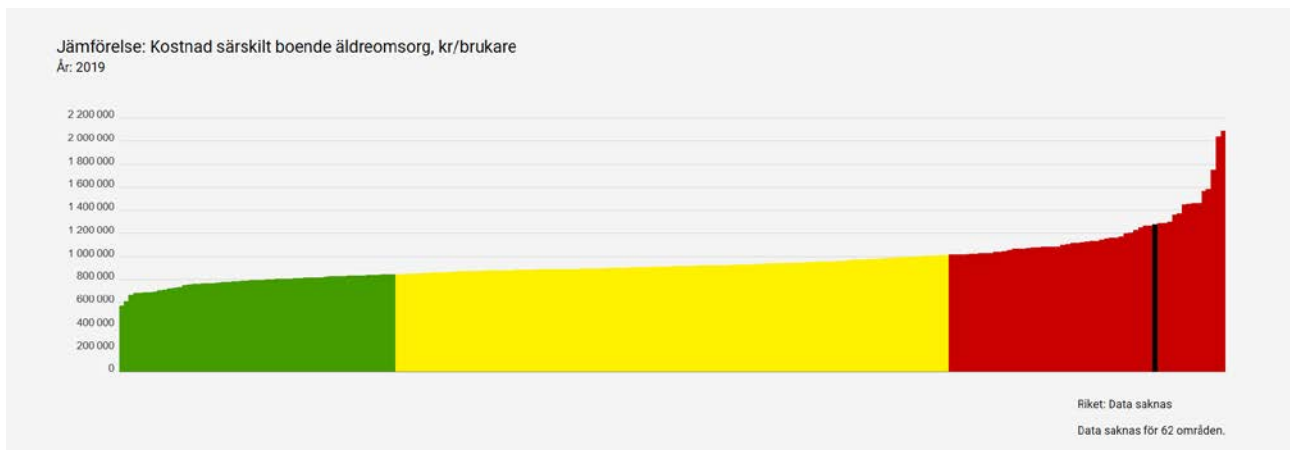 Jämförelse: Kostnad särskilt boende äldreomsorg, kr/brukare
År: 2019
2 200 000
2 000 000
1 800 000
1 600 000
1 400 000
1 200 000
1 000 000
800 000
600 000
400 000
200 000
0
Riket: Data saknas
Data saknas för 62 områden.